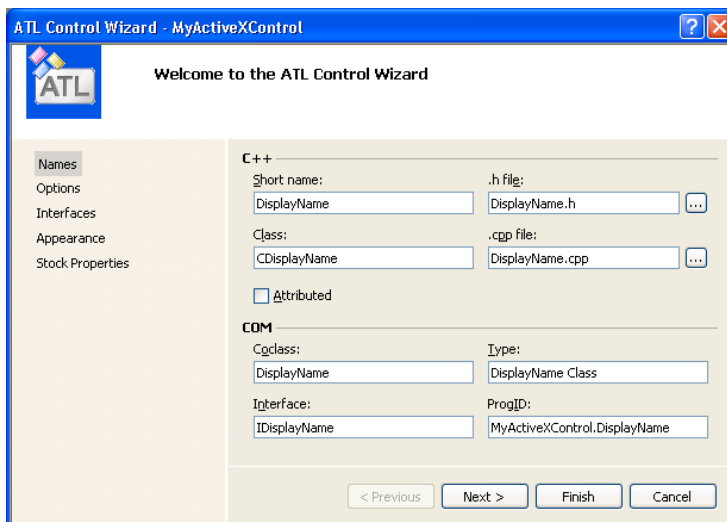 ATL Control Wizard - MyActiveXControl
ATL
Welcome to the ATL Control Wizard
Names
Options
Interfaces
Appearance
Stock Properties
C++
Short name:
.h file:
DisplayName
DisplayName.h
...
Class:
.cpp file:
CDisplayName
DisplayName.cpp
...
Attributed
COM
Coclass:
Type:
DisplayName
DisplayName Class
Interface:
ProgID:
IDisplayName
MyActiveXControl.DisplayName
< Previous
Next >
Finish
Cancel